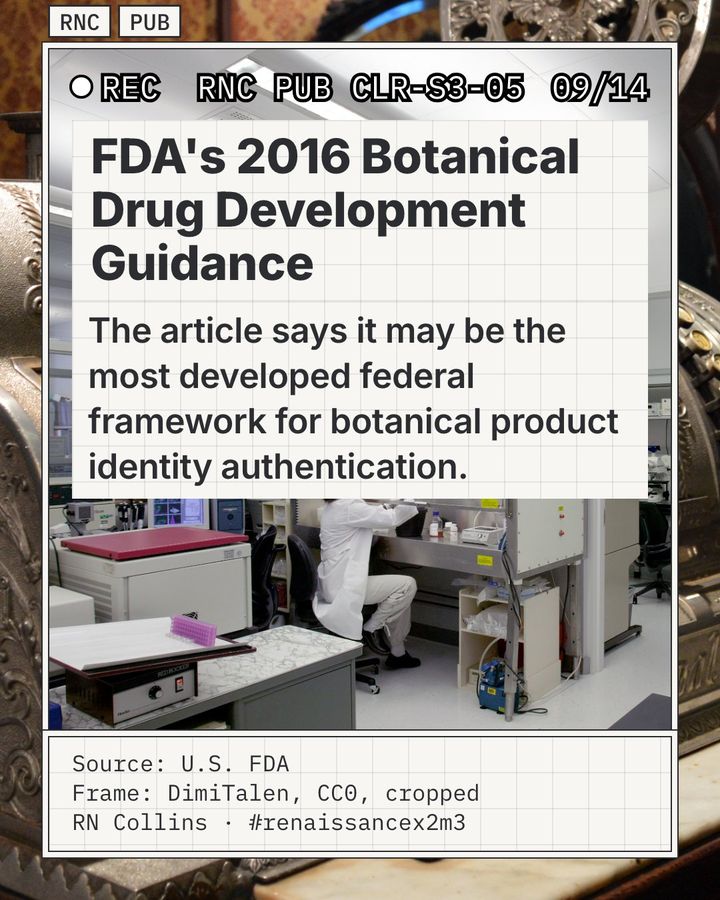 RNC PUB
REC RNC PUB CLR-S3-05 09/14
FDA's 2016 Botanical
Drug Development
Guidance
The article says it may be the
most developed federal
framework for botanical product
identity authentication.
Source: U.S. FDA
Frame: DimiTalen, CC0, cropped
RN Collins · #renaissancex2m3